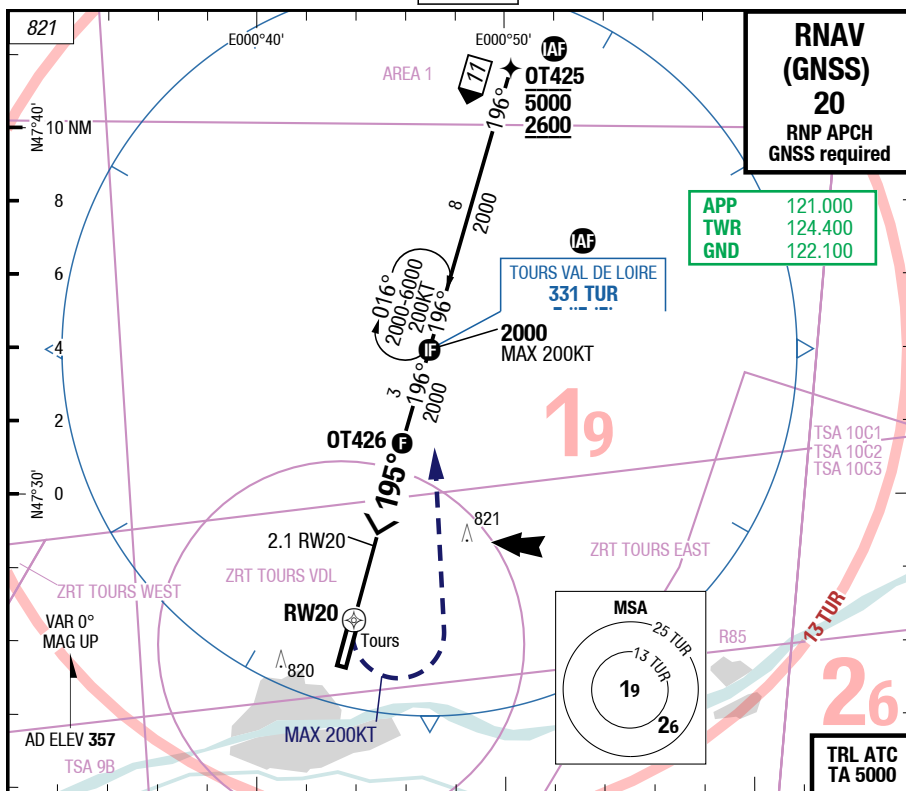 821
E000°40'
E000°50'
RNAV
(GNSS)
20
RNP APCH
GNSS required
AREA 1
11
IAF
OT425
5000
2600
196°
N47°40'
10 NM
8
8
2000
APP 121.000
TWR 124.400
GND 122.100
IAF
TOURS VAL DE LOIRE
331 TUR
6
016°
2000-6000
200KT
196°
2000
MAX 200KT
4
IF
3
196°
2000
19
2
OT426
F
TSA 10C1
TSA 10C2
TSA 10C3
195°
N47°30'
0
821
2.1 RW20
ZRT TOURS EAST
ZRT TOURS VDL
ZRT TOURS WEST
RW20
Tours
VAR 0°
MAG UP
MSA
25 TUR
13 TUR
19
26
R85
13 TUR
820
26
AD ELEV 357
MAX 200KT
TSA 9B
TRL ATC
TA 5000